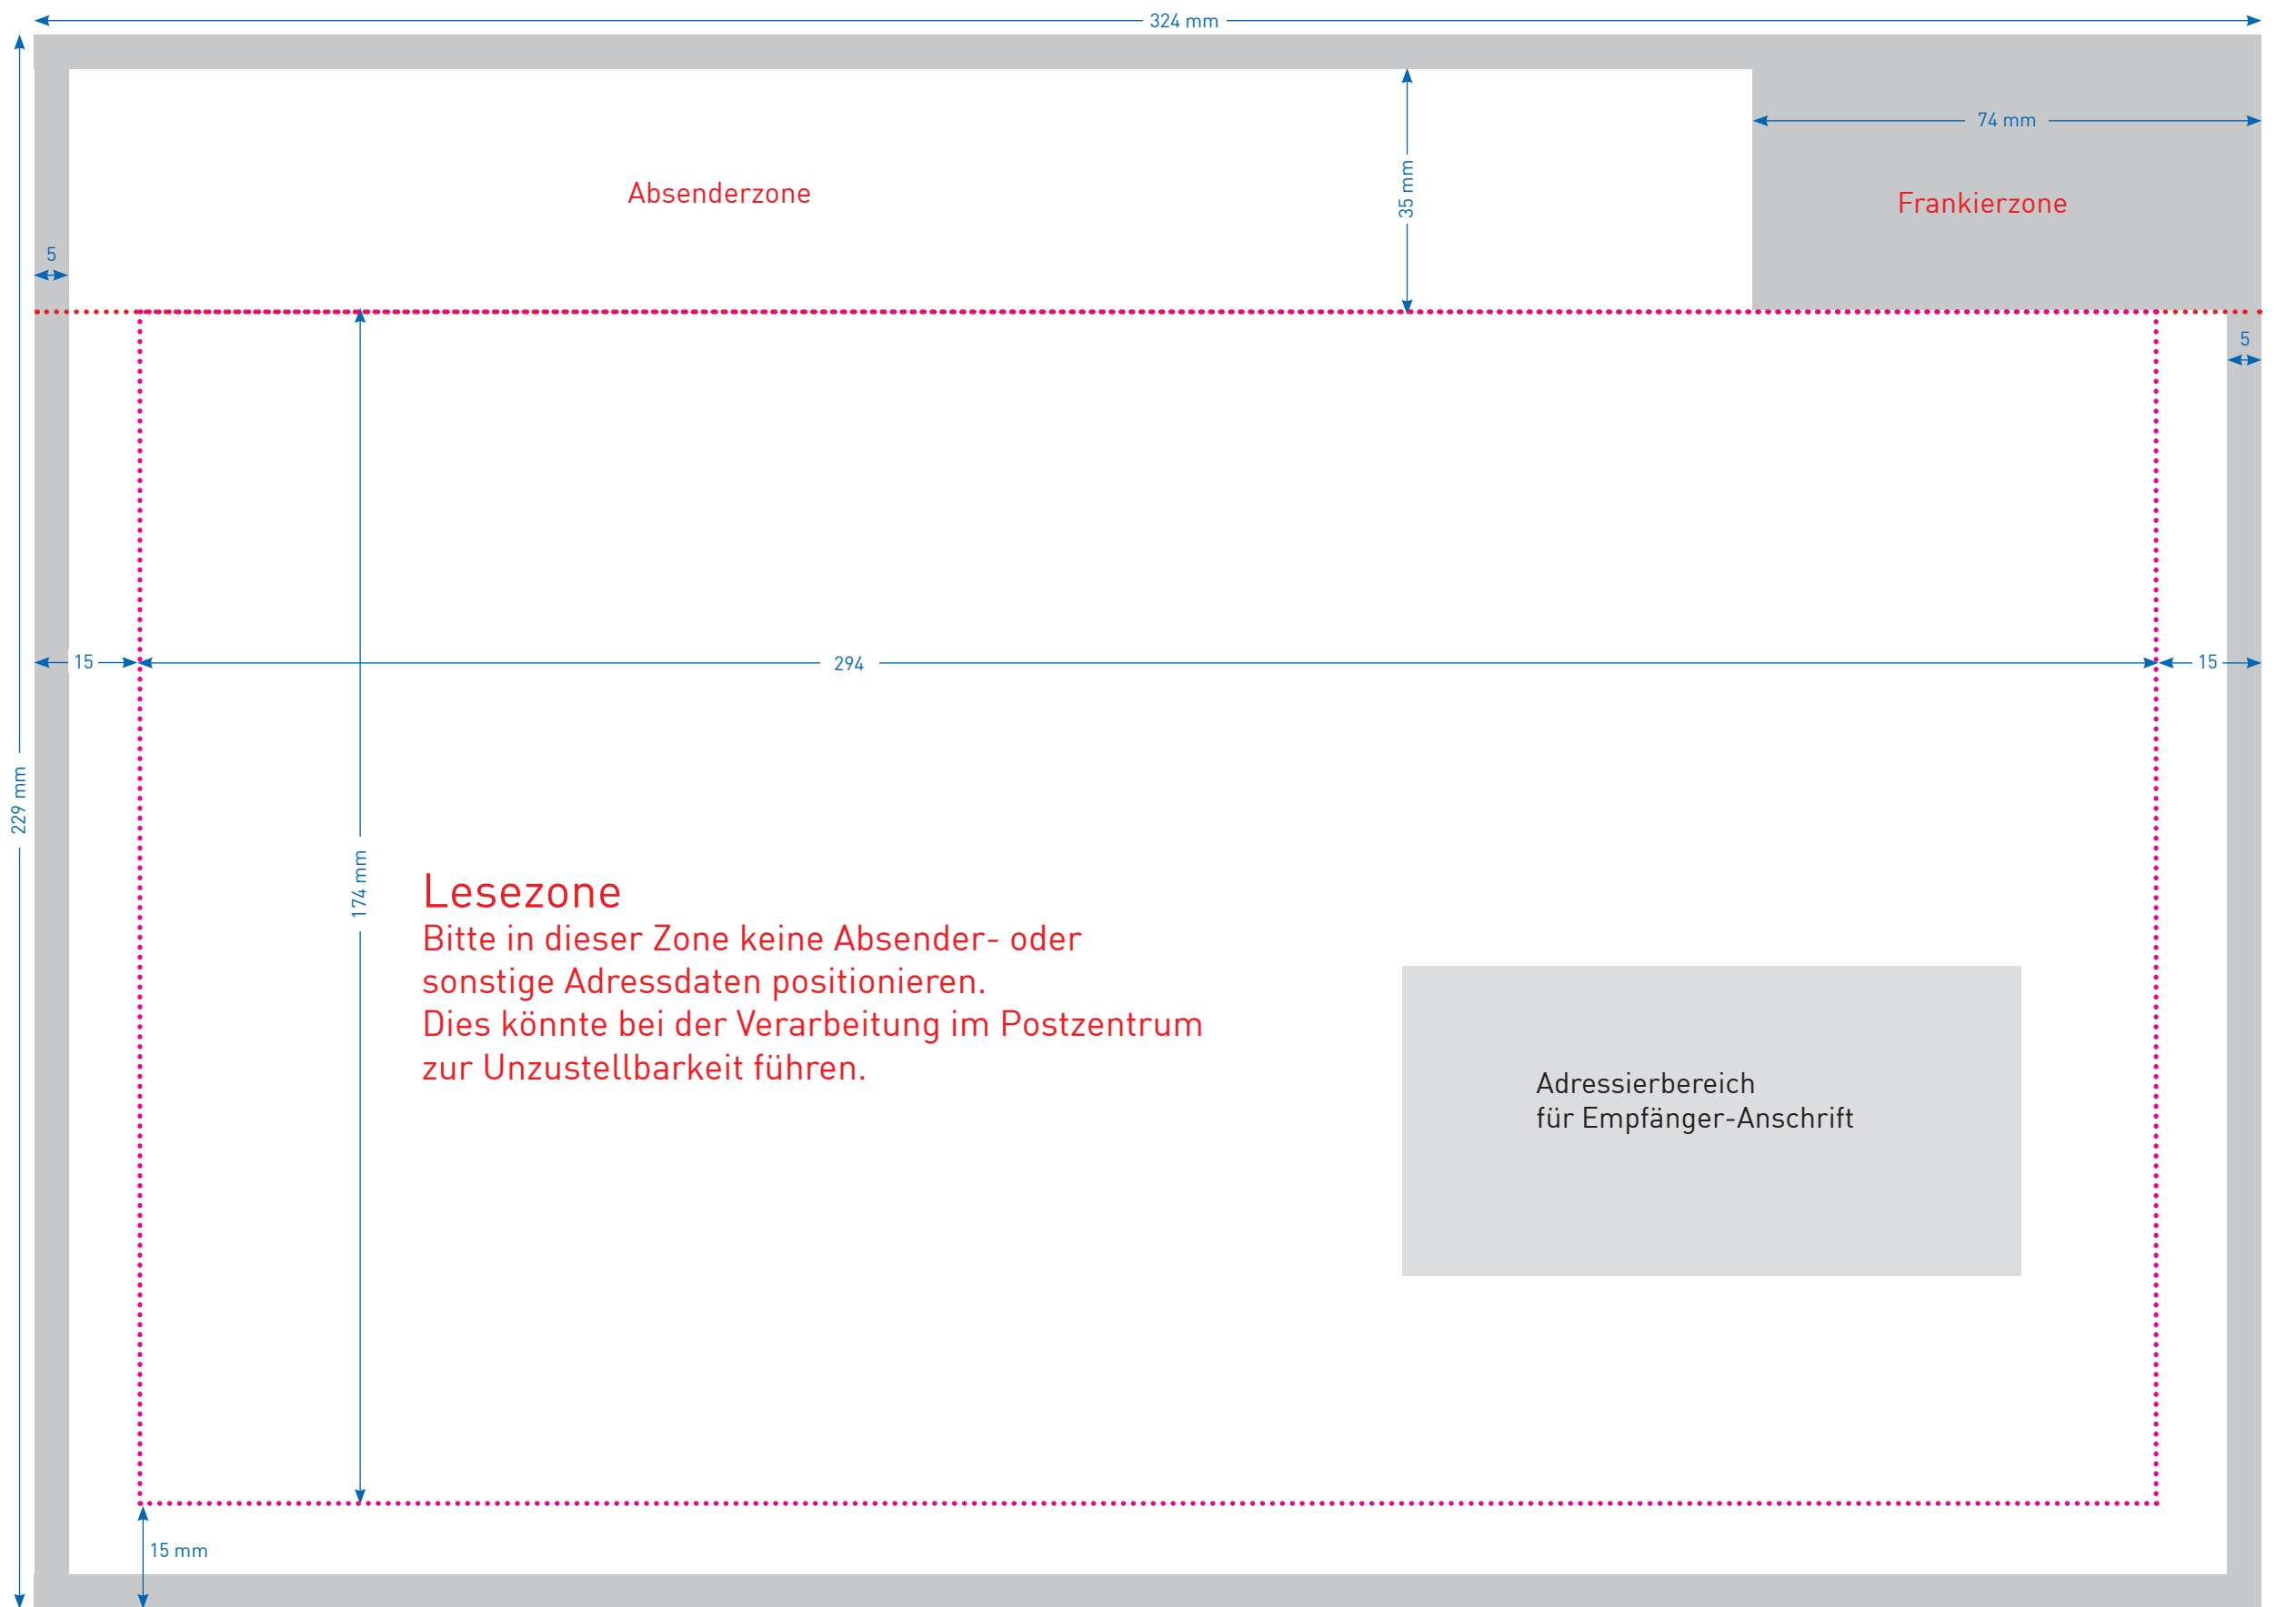 324 mm
74 mm
35 mm
Absenderzone
Frankierzone
5
5
15
294
15
229 mm
174 mm
Lesezone
Bitte in dieser Zone keine Absender- oder
sonstige Adressdaten positionieren.
Dies könnte bei der Verarbeitung im Postzentrum
zur Unzustellbarkeit führen.
Adressierbereich
für Empfänger-Anschrift
15 mm